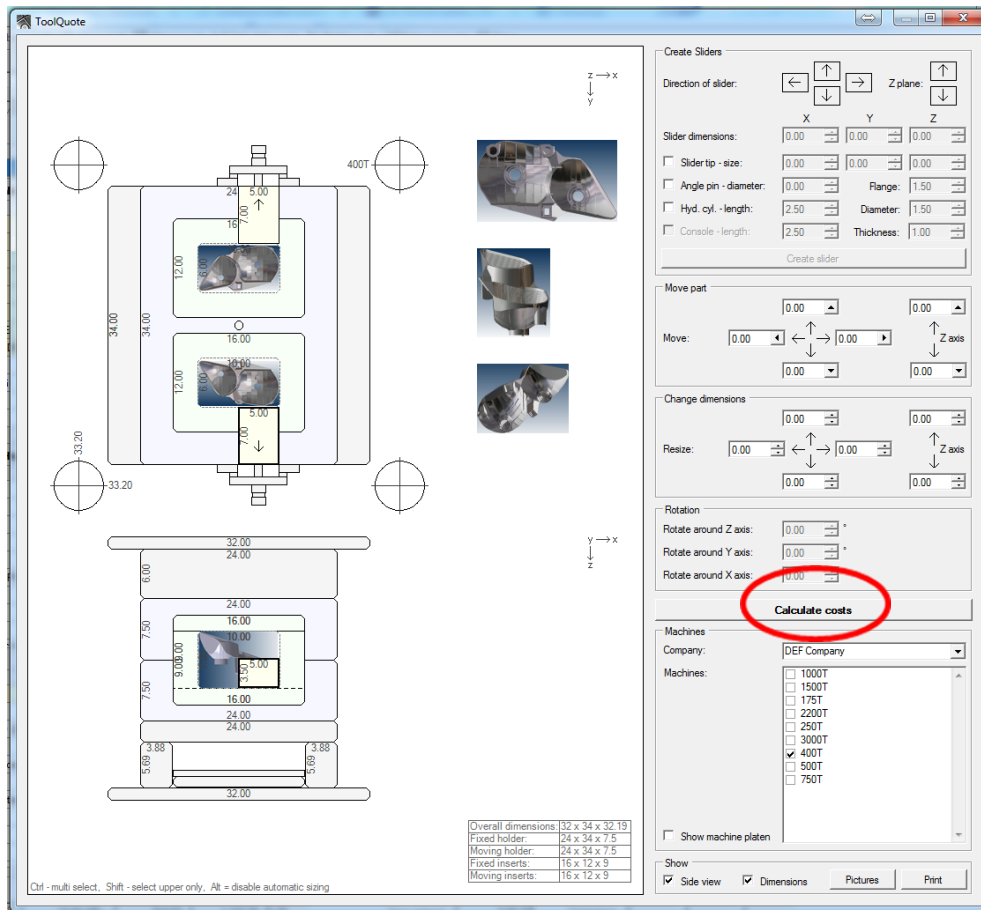 ToolQuote
z → x
↓
y
400T
24 5.00
7.00
16
12.00
6.00
34.00
34.00
16.00
10.00
12.00
6.00
5.00
7.00
33.20
33.20
y → x
↓
z
32.00
24.00
6.00
24.00
16.00
10.00
7.50
9.00
9.00
5.00
3.50
7.50
16.00
24.00
24.00
3.88 3.88
5.69 5.69
32.00
Overall dimensions: 32 x 34 x 32.19
Fixed holder: 24 x 34 x 7.5
Moving holder: 24 x 34 x 7.5
Fixed inserts: 16 x 12 x 9
Moving inserts: 16 x 12 x 9
Ctrl - multi select, Shift - select upper only, Alt = disable automatic sizing
Create Sliders
Direction of slider: ← ↑ ↓ → Z plane: ↑ ↓
X Y Z
Slider dimensions: 0.00 0.00 0.00
Slider tip - size: 0.00 0.00 0.00
Angle pin - diameter: 0.00 Flange: 1.50
Hyd. cyl. - length: 2.50 Diameter: 1.50
Console - length: 2.50 Thickness: 1.00
Create slider
Move part
0.00 0.00
Move: 0.00 0.00 Z axis
0.00 0.00
Change dimensions
0.00 0.00
Resize: 0.00 0.00 Z axis
0.00 0.00
Rotation
Rotate around Z axis: 0.00 °
Rotate around Y axis: 0.00 °
Rotate around X axis: 0.00
Calculate costs
Machines
Company: DEF Company
Machines:
1000T
1500T
175T
2200T
250T
3000T
400T
500T
750T
Show machine platen
Show
Side view Dimensions Pictures Print